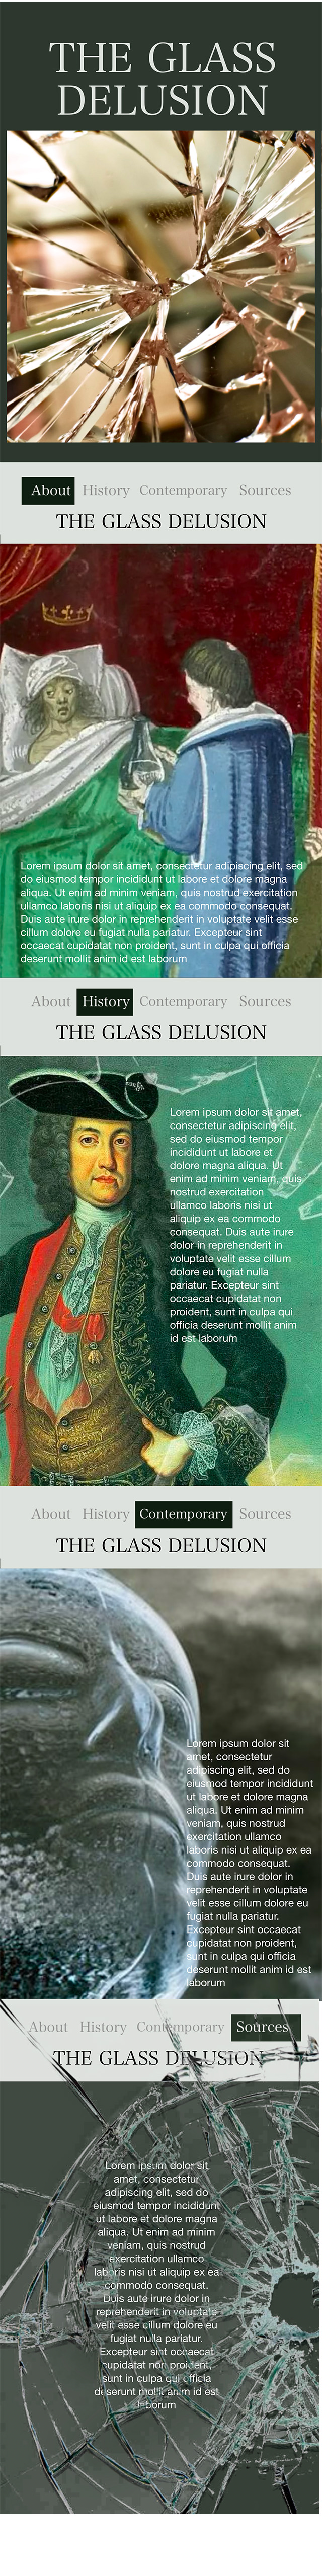 THE GLASS
DELUSION
About History Contemporary Sources
THE GLASS DELUSION
Lorem ipsum dolor sit amet, consectetur adipiscing elit, sed
do eiusmod tempor incididunt ut labore et dolore magna
aliqua. Ut enim ad minim veniam, quis nostrud exercitation
ullamco laboris nisi ut aliquip ex ea commodo consequat.
Duis aute irure dolor in reprehenderit in voluptate velit esse
cillum dolore eu fugiat nulla pariatur. Excepteur sint
occaecat cupidatat non proident, sunt in culpa qui officia
deserunt mollit anim id est laborum
About History Contemporary Sources
THE GLASS DELUSION
Lorem ipsum dolor sit amet,
consectetur adipiscing elit,
sed do eiusmod tempor
incididunt ut labore et
dolore magna aliqua. Ut
enim ad minim veniam, quis
nostrud exercitation
ullamco laboris nisi ut
aliquip ex ea commodo
consequat. Duis aute irure
dolor in reprehenderit in
voluptate velit esse cillum
dolore eu fugiat nulla
pariatur. Excepteur sint
occaecat cupidatat non
proident, sunt in culpa qui
officia deserunt mollit anim
id est laborum
About History Contemporary Sources
THE GLASS DELUSION
Lorem ipsum dolor sit
amet, consectetur
adipiscing elit, sed do
eiusmod tempor incididunt
ut labore et dolore magna
aliqua. Ut enim ad minim
veniam, quis nostrud
exercitation ullamco
laboris nisi ut aliquip ex ea
commodo consequat.
Duis aute irure dolor in
reprehenderit in voluptate
velit esse cillum dolore eu
fugiat nulla pariatur.
Excepteur sint occaecat
cupidatat non proident,
sunt in culpa qui officia
deserunt mollit anim id est
laborum
About History Contemporary Sources
THE GLASS DELUSION
Lorem ipsum dolor sit
amet, consectetur
adipiscing elit, sed do
eiusmod tempor incididunt
ut labore et dolore magna
aliqua. Ut enim ad minim
veniam, quis nostrud
exercitation ullamco
laboris nisi ut aliquip ex ea
commodo consequat.
Duis aute irure dolor in
reprehenderit in voluptate
velit esse cillum dolore eu
fugiat nulla pariatur.
Excepteur sint occaecat
cupidatat non proident,
sunt in culpa qui officia
deserunt mollit anim id est
laborum